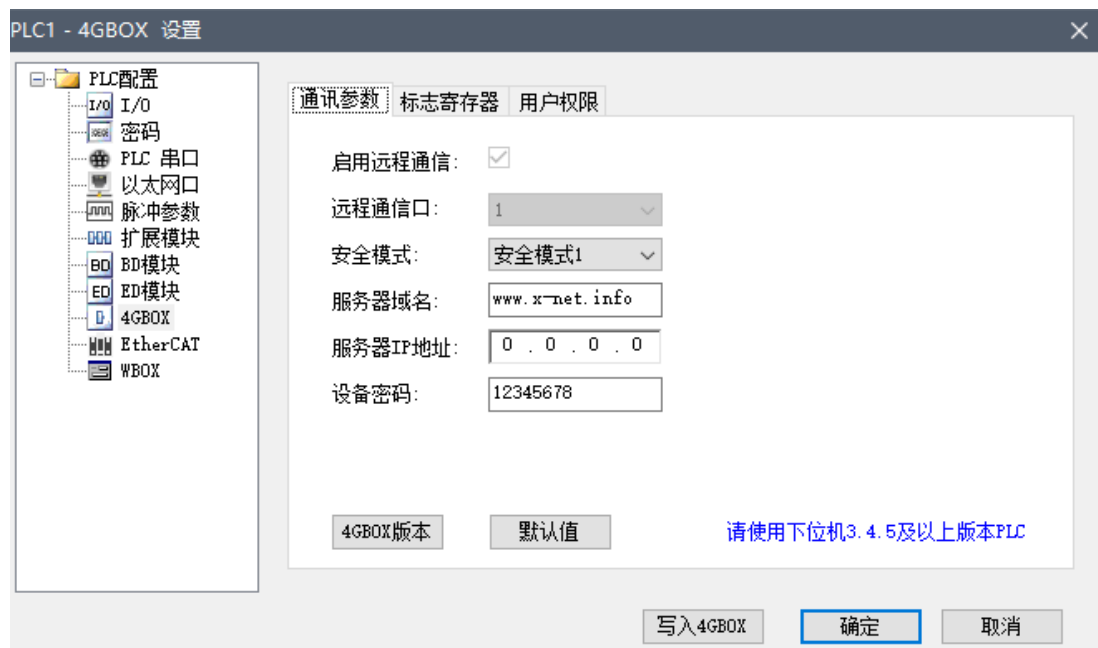 PLC1 - 4GBOX 设置
PLC配置
I/O
I/O
密码
PLC 串口
以太网口
脉冲参数
扩展模块
BD
BD模块
ED
ED模块
4GBOX
EtherCAT
WBOX
通讯参数
标志寄存器
用户权限
启用远程通信:
远程通信口:
1
安全模式:
安全模式1
服务器域名:
www.x-net.info
服务器IP地址:
0 . 0 . 0 . 0
设备密码:
12345678
4GBOX版本
默认值
请使用下位机3.4.5及以上版本PLC
写入4GBOX
确定
取消